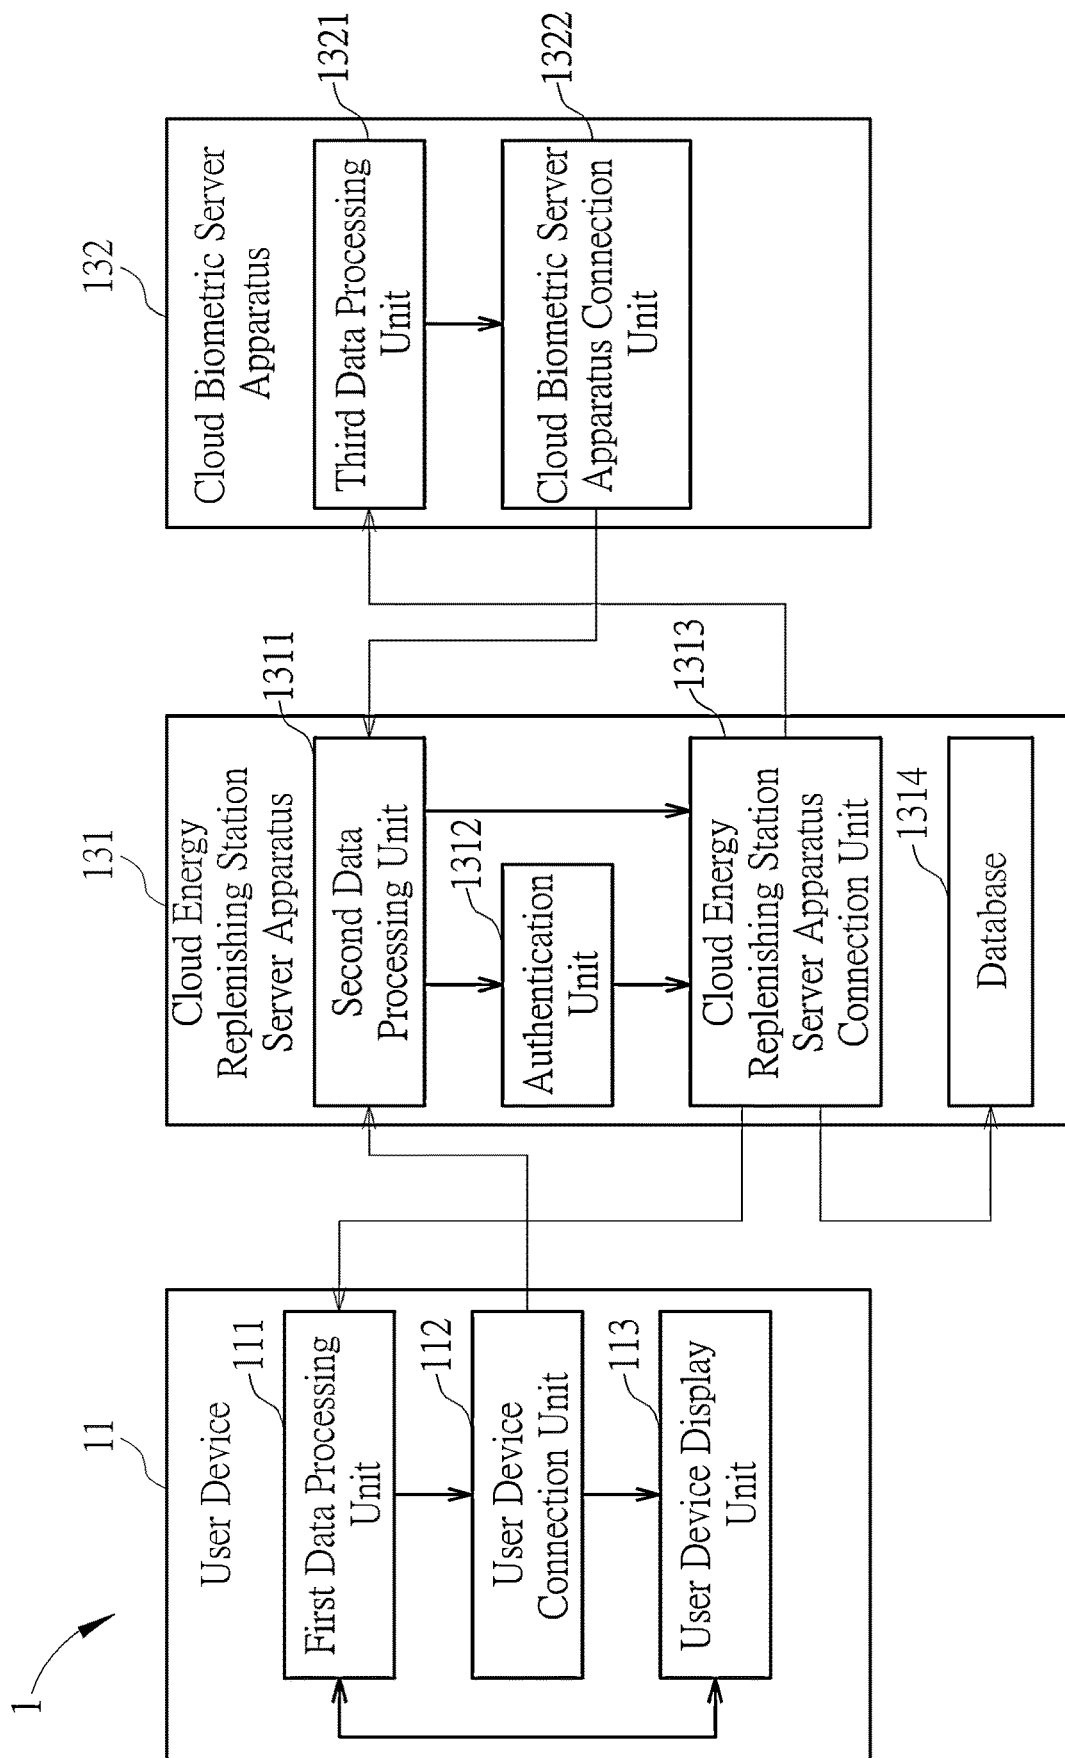 1
11
User Device
111
First Data Processing
Unit
112
User Device
Connection Unit
113
User Device Display
Unit
131
Cloud Energy
Replenishing Station
Server Apparatus
1311
Second Data
Processing Unit
1312
Authentication
Unit
1313
Cloud Energy
Replenishing Station
Server Apparatus
Connection Unit
1314
Database
132
Cloud Biometric Server
Apparatus
1321
Third Data Processing
Unit
1322
Cloud Biometric Server
Apparatus Connection
Unit